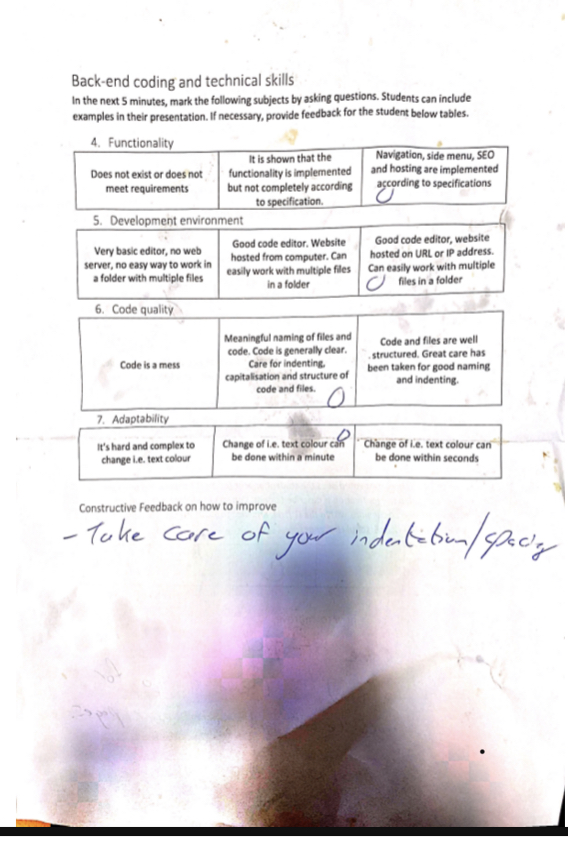 Back-end coding and technical skills
In the next 5 minutes, mark the following subjects by asking questions. Students can include
examples in their presentation. If necessary, provide feedback for the student below tables.
4. Functionality
Does not exist or does not
meet requirements
It is shown that the
functionality is implemented
but not completely according
to specification.
Navigation, side menu, SEO
and hosting are implemented
according to specifications
5. Development environment
Very basic editor, no web
server, no easy way to work in
a folder with multiple files
Good code editor. Website
hosted from computer. Can
easily work with multiple files
in a folder
Good code editor, website
hosted on URL or IP address.
Can easily work with multiple
files in a folder
6. Code quality
Code is a mess
Meaningful naming of files and
code. Code is generally clear.
Care for indenting,
capitalisation and structure of
code and files.
Code and files are well
structured. Great care has
been taken for good naming
and indenting.
7. Adaptability
It's hard and complex to
change i.e. text colour
Change of i.e. text colour can
be done within a minute
Change of i.e. text colour can
be done within seconds
Constructive Feedback on how to improve
- Take care of your indentation/spacing